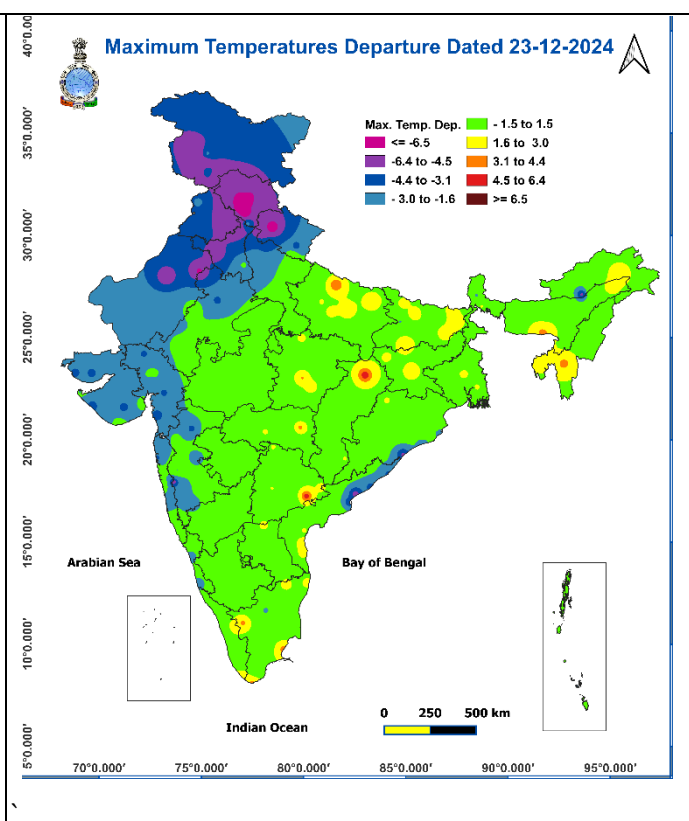 Maximum Temperatures Departure Dated 23-12-2024
Max. Temp. Dep.
<= -6.5
-6.4 to -4.5
-4.4 to -3.1
- 3.0 to -1.6
- 1.5 to 1.5
1.6 to 3.0
3.1 to 4.4
4.5 to 6.4
>= 6.5
40°0.000'
35°0.000'
30°0.000'
25°0.000'
20°0.000'
15°0.000'
10°0.000'
5°0.000'
Arabian Sea
Bay of Bengal
Indian Ocean
0 250 500 km
70°0.000' 75°0.000' 80°0.000' 85°0.000' 90°0.000' 95°0.000'
`